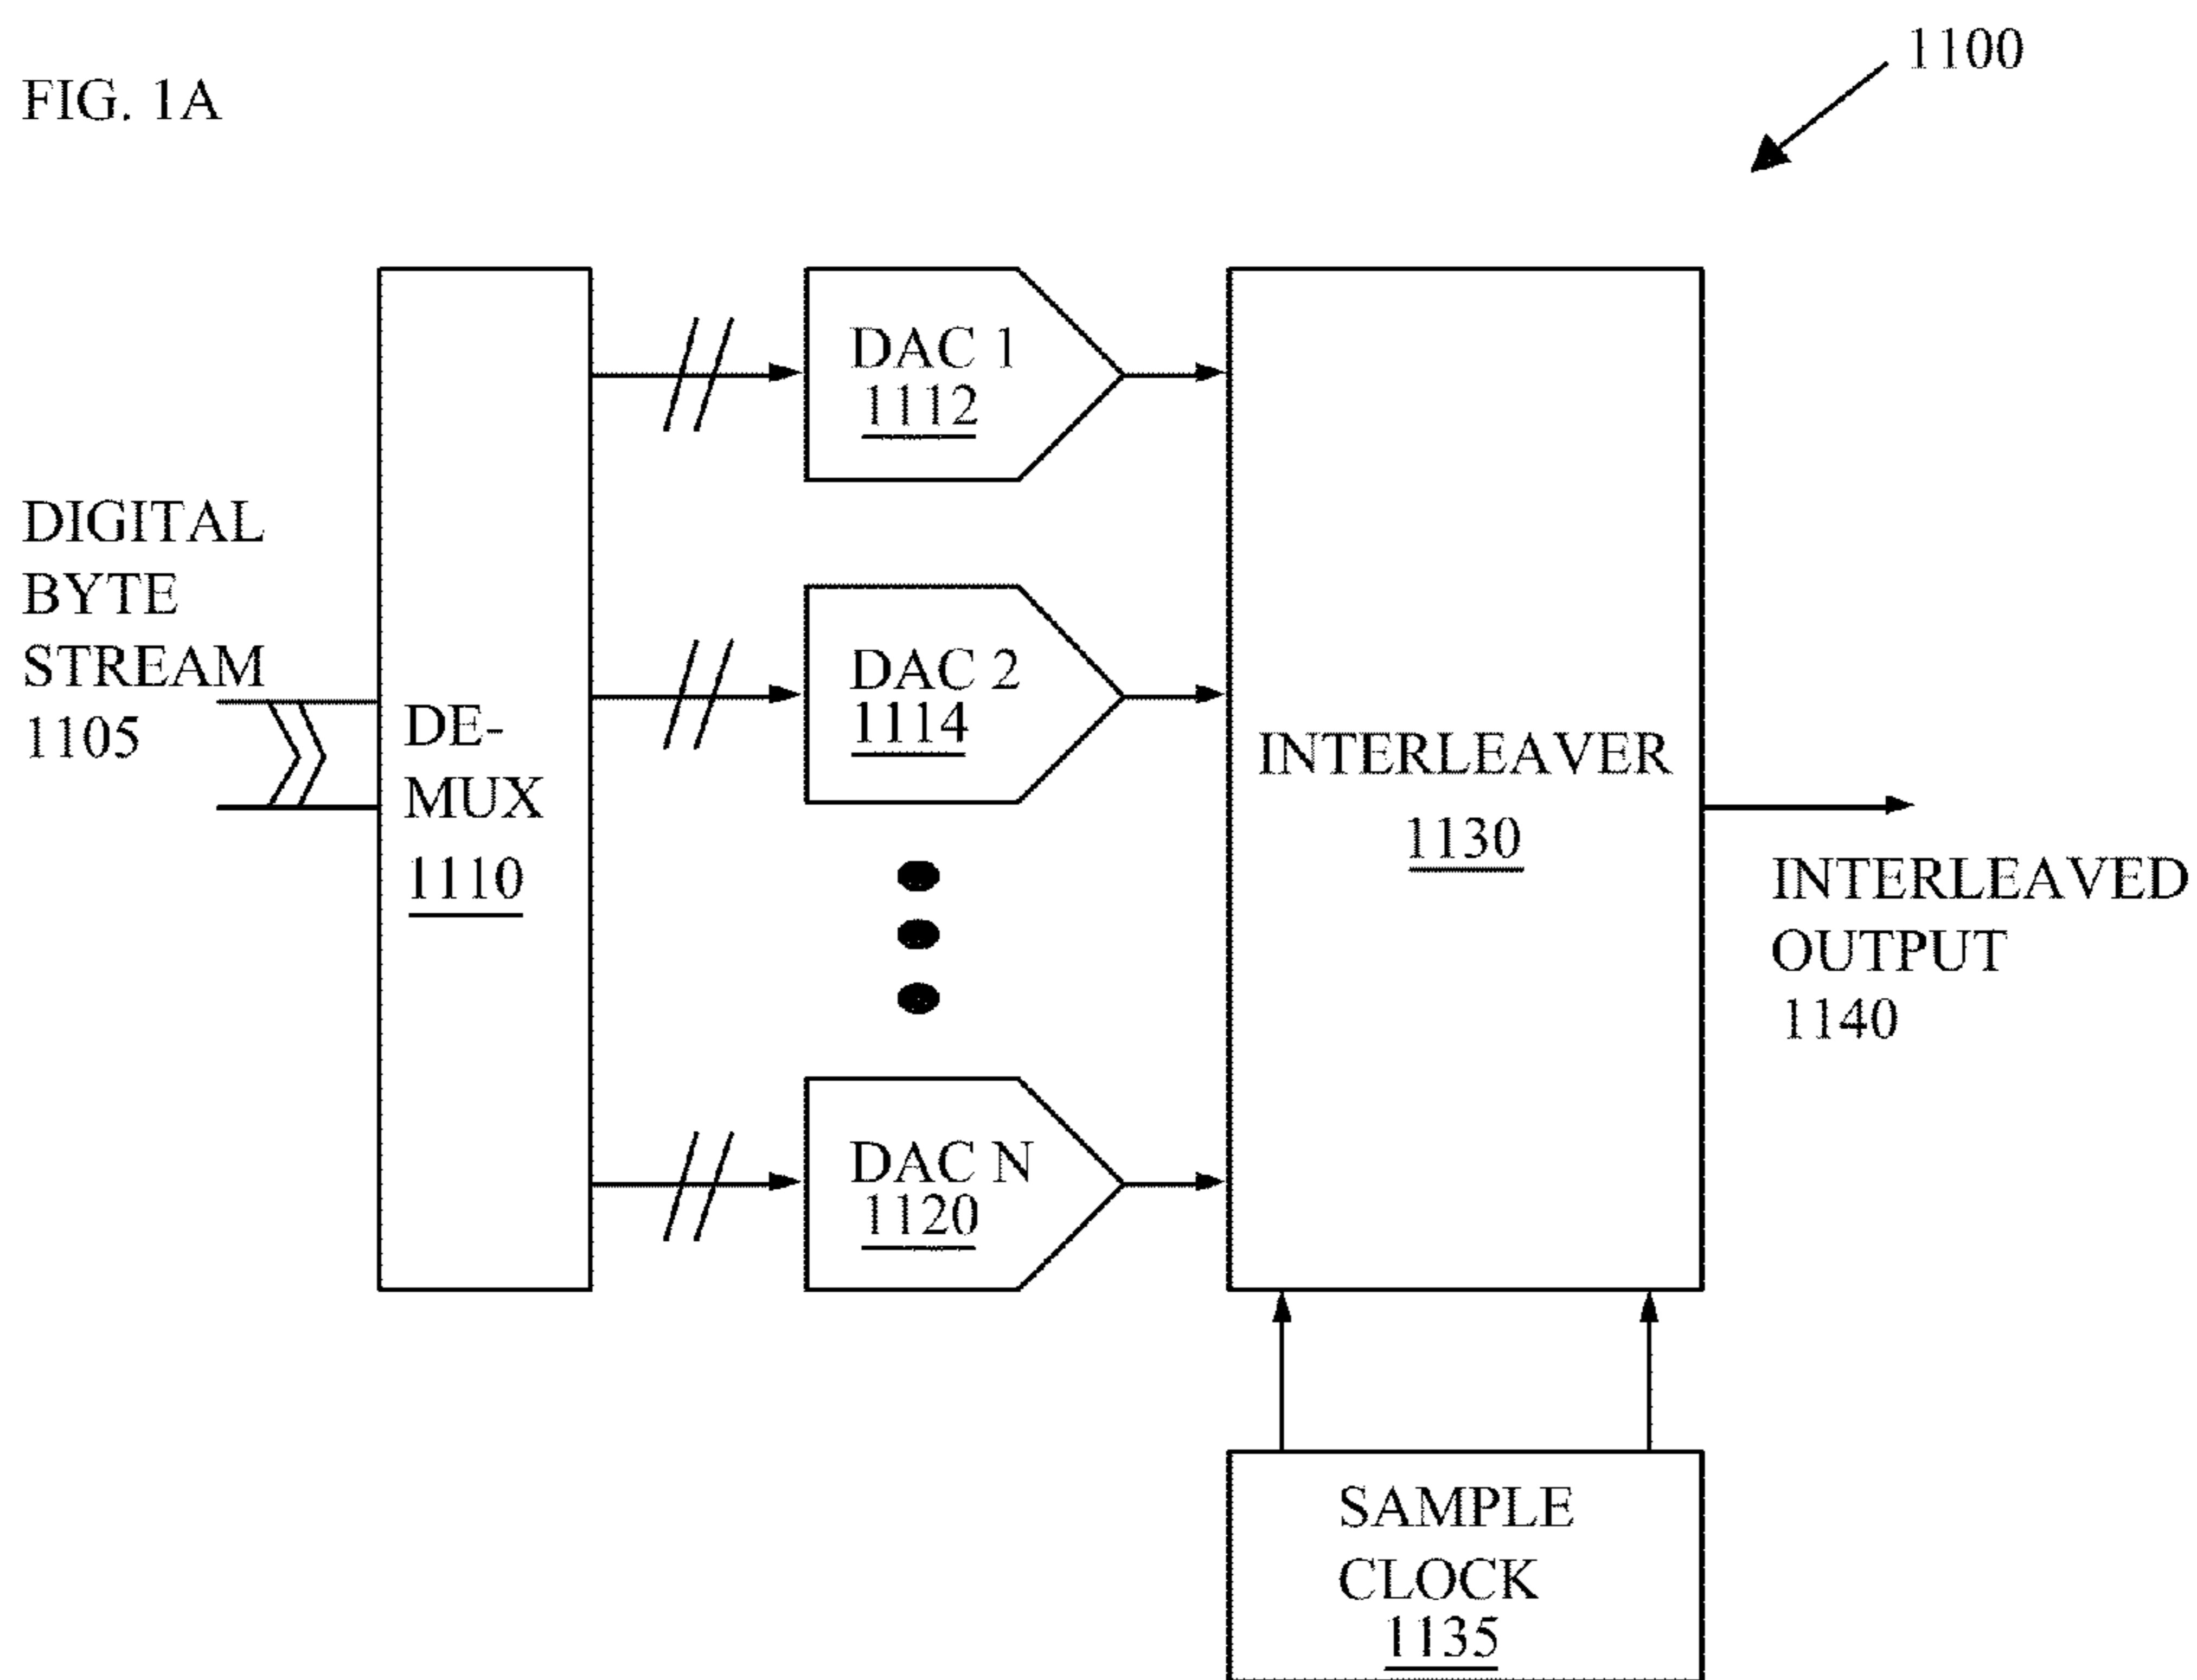 1100
FIG. 1A
DIGITAL
BYTE
STREAM
1105
DE-
MUX
1110
DAC 1
1112
DAC 2
1114
DAC N
1120
INTERLEAVER
1130
INTERLEAVED
OUTPUT
1140
SAMPLE
CLOCK
1135